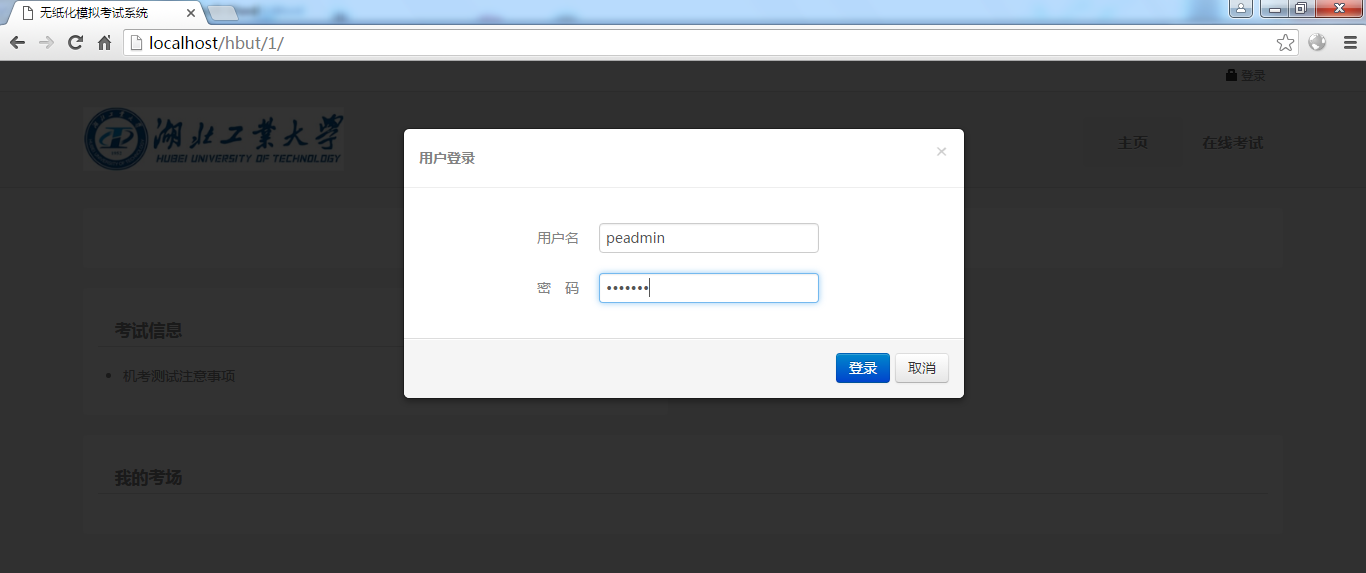 无纸化模拟考试系统
localhost/hbut/1/
登录
湖北工業大学
HUBEI UNIVERSITY OF TECHNOLOGY
主页 在线考试
用户登录 ×
用户名 peadmin
密 码 •••••••
登录 取消
考试信息
• 机考测试注意事项
我的考场